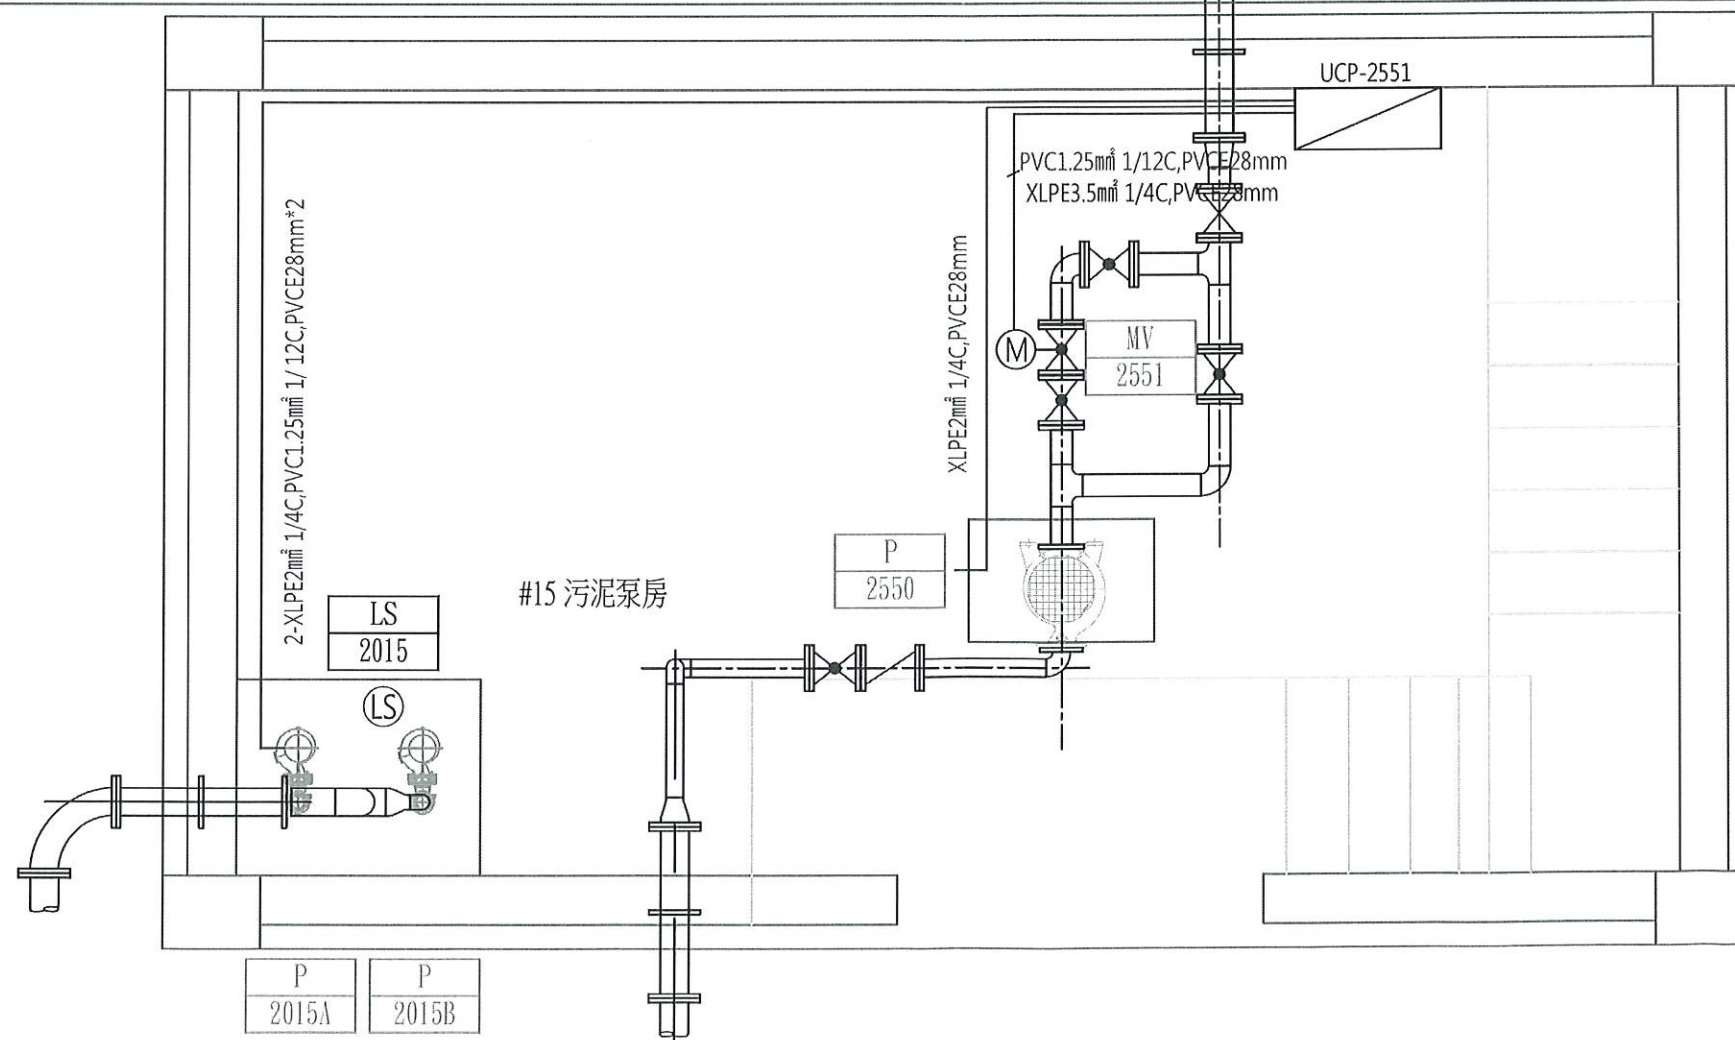 UCP-2551
PVC1.25m㎡ 1/12C,PVCE28mm
XLPE3.5m㎡ 1/4C,PVCE28mm
2-XLPE2m㎡ 1/4C,PVC1.25m㎡ 1/12C,PVCE28mm*2
XLPE2m㎡ 1/4C,PVCE28mm
M
MV
2551
P
2550
#15 污泥泵房
LS
2015
LS
P
2015A
P
2015B